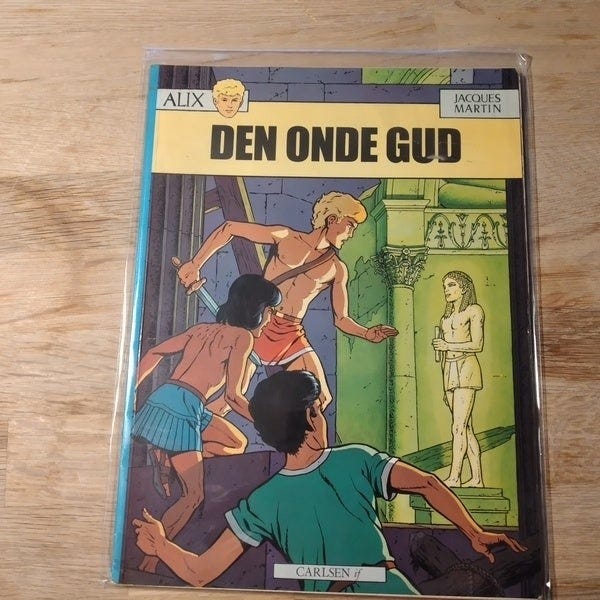 ALIX
JACQUES
MARTIN
DEN ONDE GUD
CARLSEN if